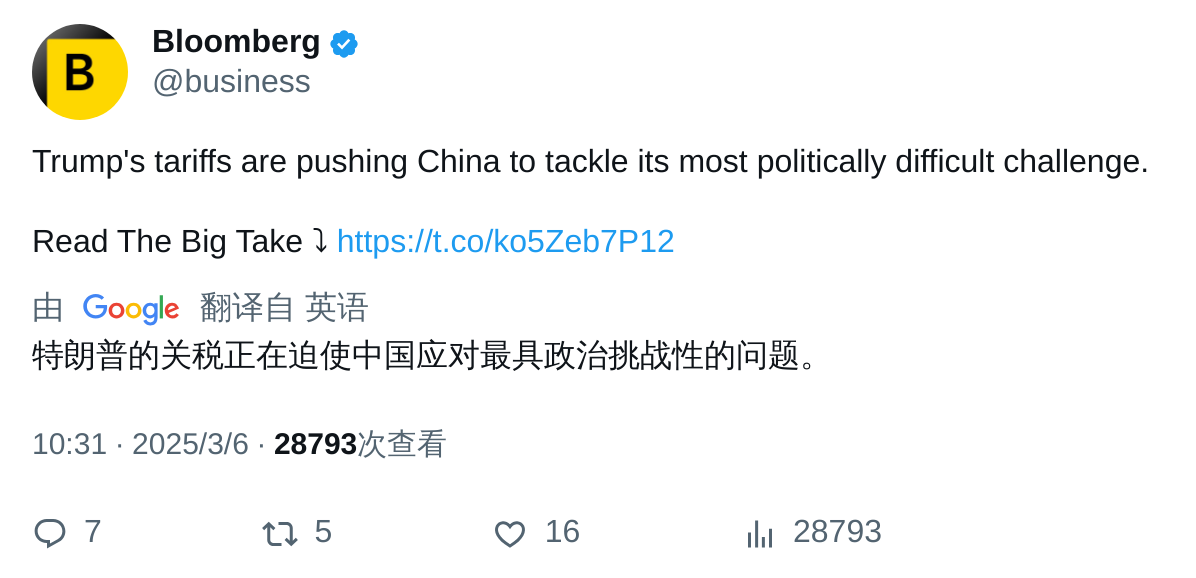 B
Bloomberg
@business
Trump's tariffs are pushing China to tackle its most politically difficult challenge.
Read The Big Take ⤵ https://t.co/ko5Zeb7P12
由 Google 翻译自 英语
特朗普的关税正在迫使中国应对最具政治挑战性的问题。
10:31 · 2025/3/6 · 28793次查看
7 5 16 28793